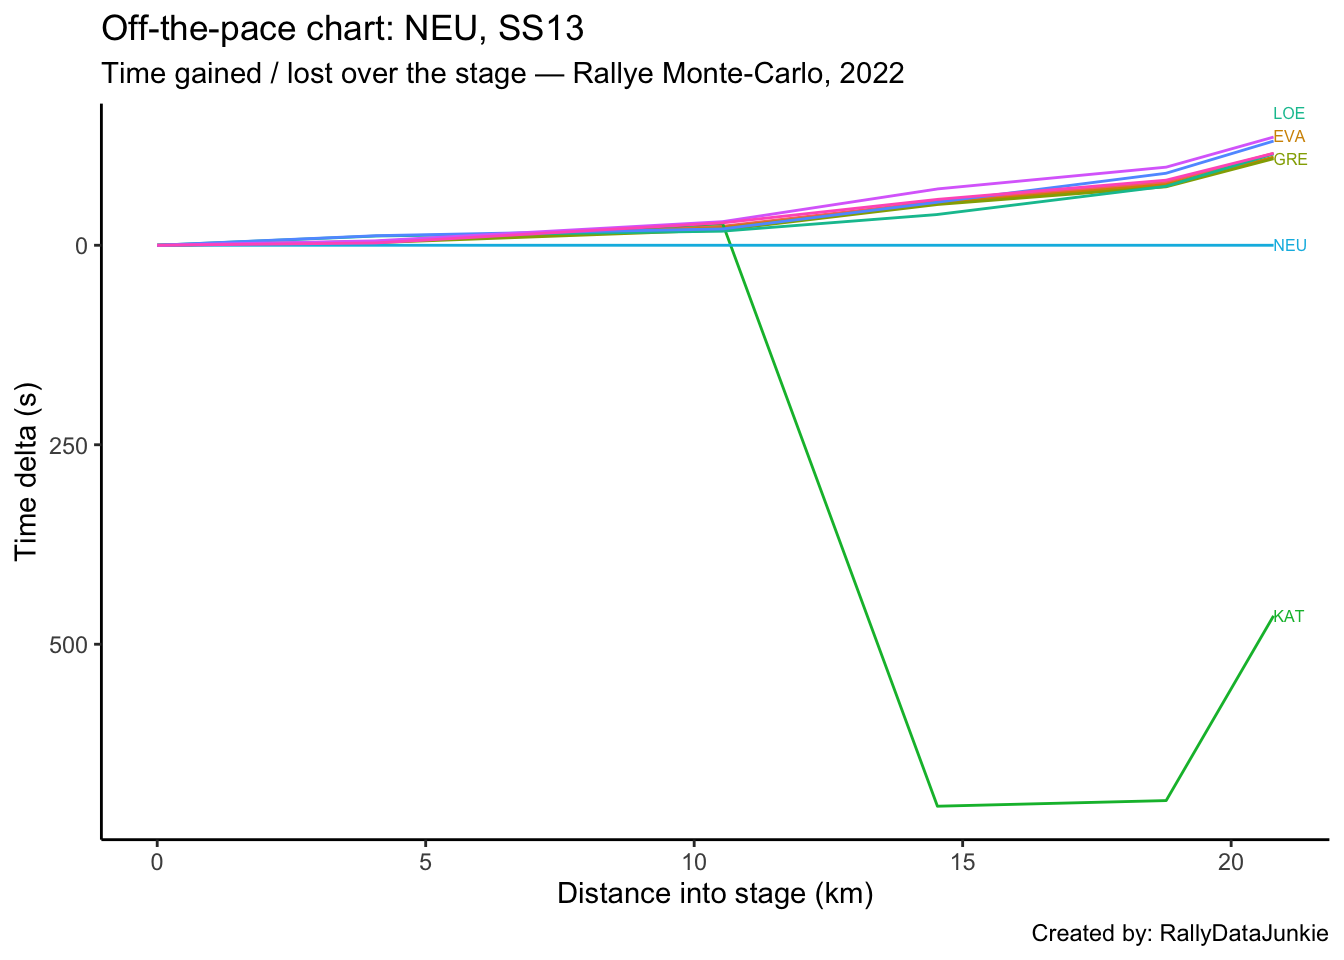 Off-the-pace chart: NEU, SS13
Time gained / lost over the stage — Rallye Monte-Carlo, 2022
LOE
EVA
GRE
0
NEU
250
Time delta (s)
500
KAT
0 5 10 15 20
Distance into stage (km)
Created by: RallyDataJunkie